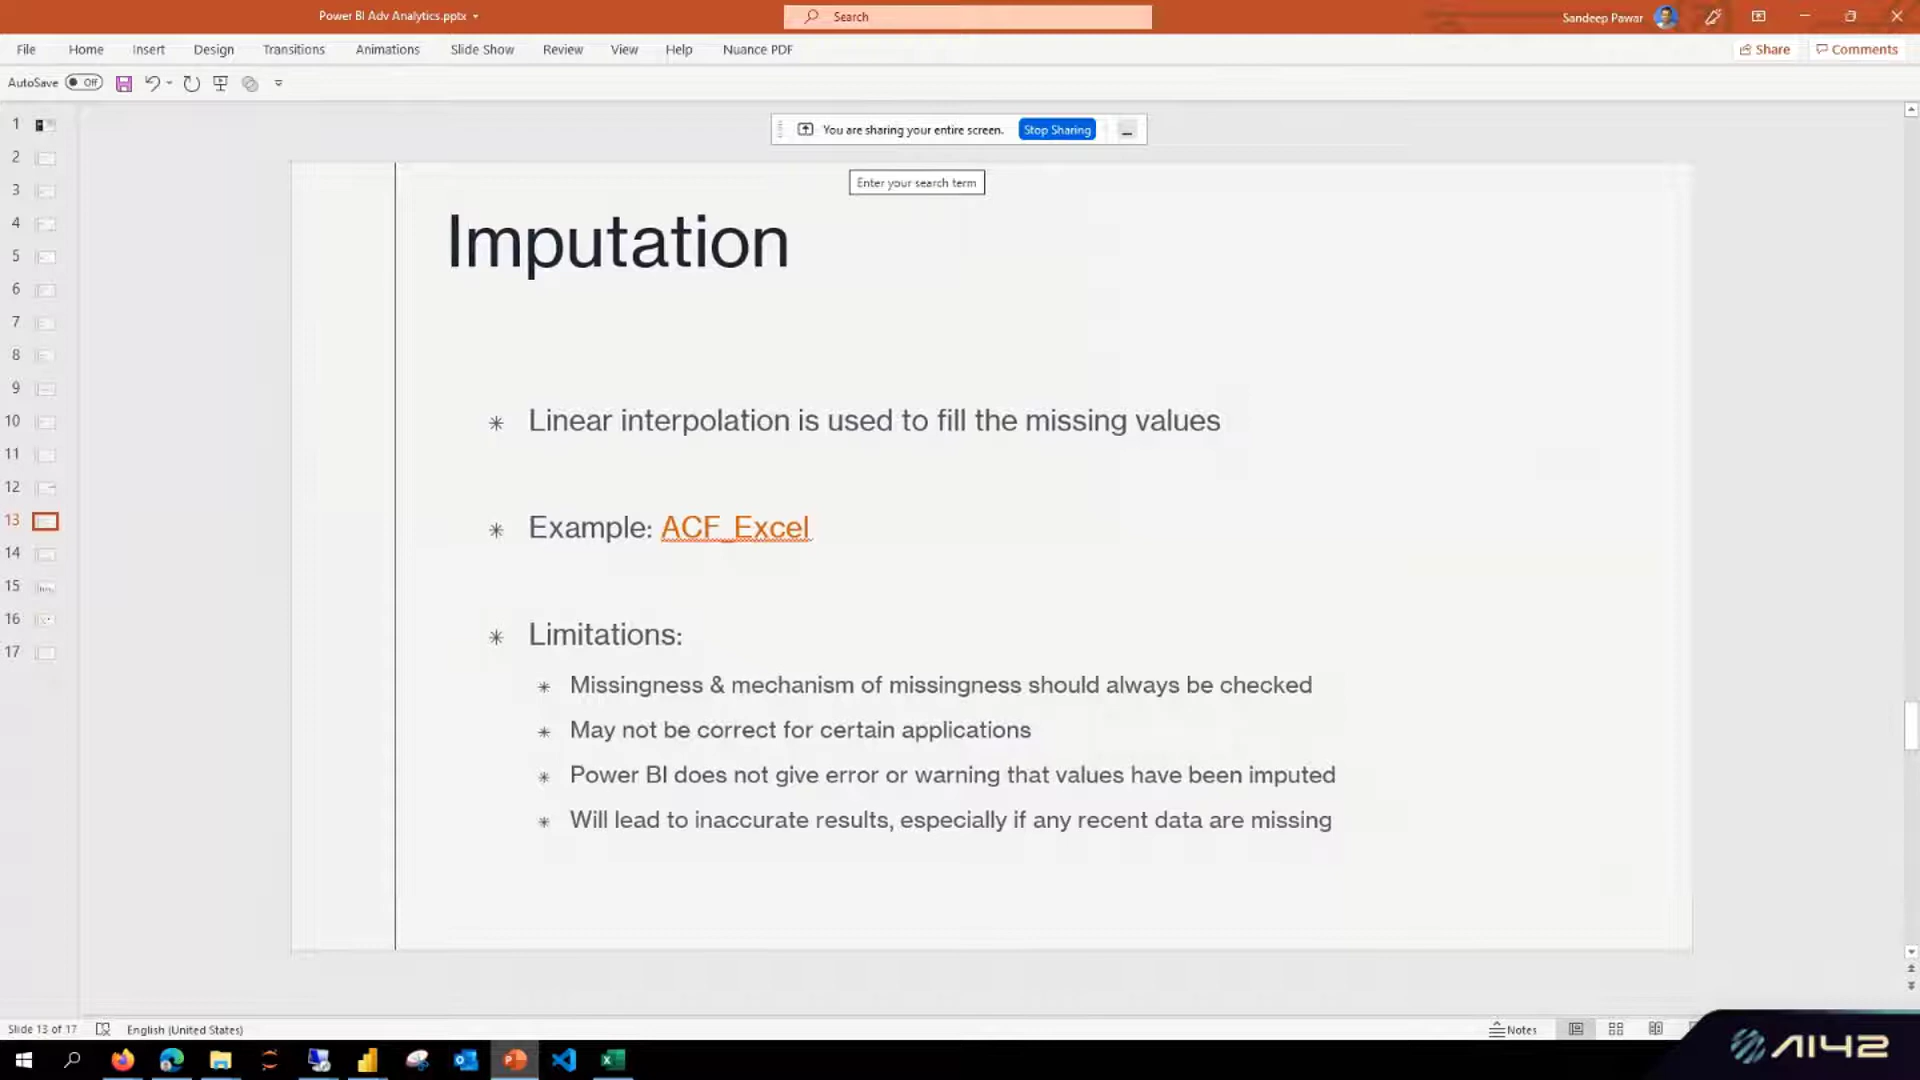 Power BI Adv Analytics.pptx
Search
Sandeep Pawar
File Home Insert Design Transitions Animations Slide Show Review View Help Nuance PDF
Share Comments
AutoSave Off
You are sharing your entire screen. Stop Sharing
Enter your search term
1
2
3
4
5
6
7
8
9
10
11
12
13
14
15
16
17
Imputation
Linear interpolation is used to fill the missing values
Example: ACF_Excel
Limitations:
Missingness & mechanism of missingness should always be checked
May not be correct for certain applications
Power BI does not give error or warning that values have been imputed
Will lead to inaccurate results, especially if any recent data are missing
Slide 13 of 17 English (United States) Notes
AI42